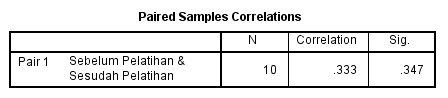 Paired Samples Correlations
N Correlation Sig.
Pair 1 Sebelum Pelatihan & 10 .333 .347
Sesudah Pelatihan